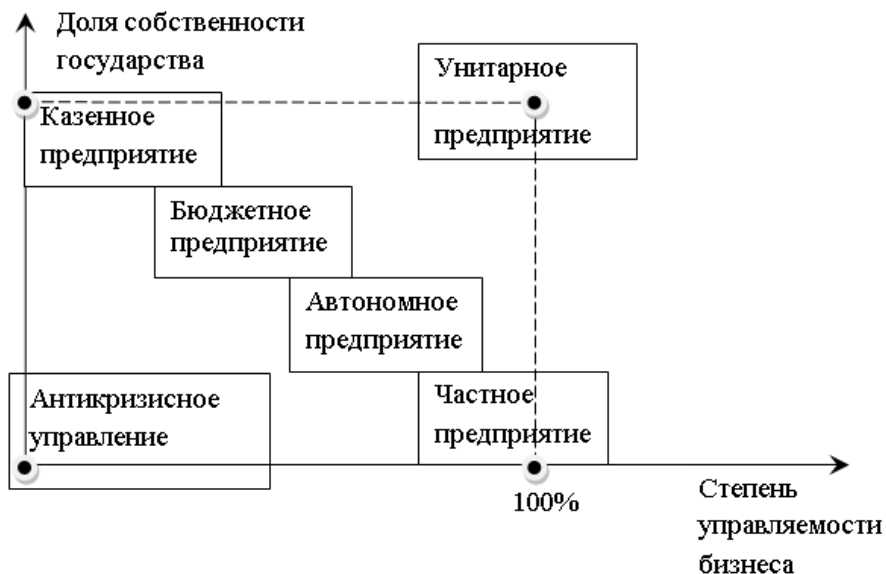 Доля собственности
государства
Унитарное
предприятие
Казенное
предприятие
Бюджетное
предприятие
Автономное
предприятие
Антикризисное
управление
Частное
предприятие
100%
Степень
управляемости
бизнеса